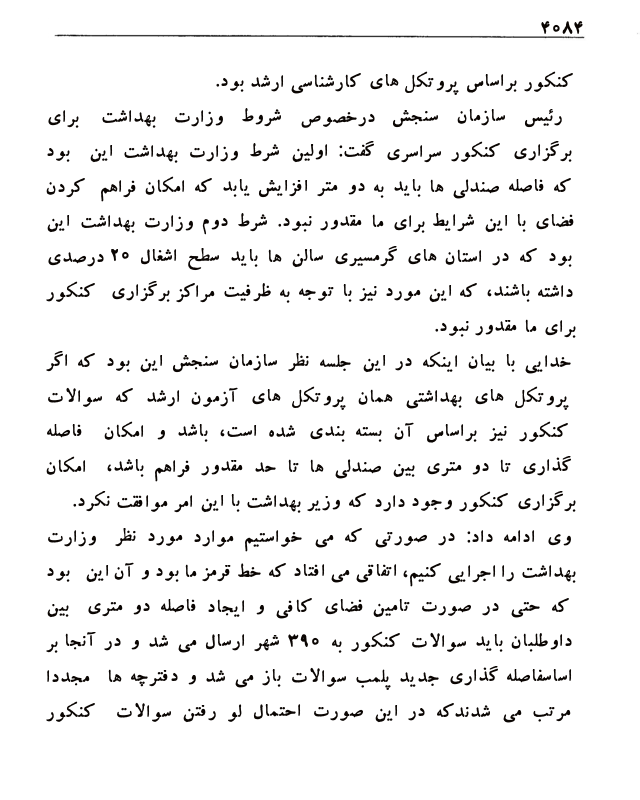 ۴۰۸۴
کنکور براساس پروتکل های کارشناسی ارشد بود.
رئیس سازمان سنجش درخصوص شروط وزارت بهداشت برای
برگزاری کنکور سراسری گفت: اولین شرط وزارت بهداشت این بود
که فاصله صندلی ها باید به دو متر افزایش یابد که امکان فراهم کردن
فضای با این شرایط برای ما مقدور نبود. شرط دوم وزارت بهداشت این
بود که در استان های گرمسیری سالن ها باید سطح اشغال ۲۰ درصدی
داشته باشند، که این مورد نیز با توجه به ظرفیت مراکز برگزاری کنکور
برای ما مقدور نبود.
خدایی با بیان اینکه در این جلسه نظر سازمان سنجش این بود که اگر
پروتکل های بهداشتی همان پروتکل های آزمون ارشد که سوالات
کنکور نیز براساس آن بسته بندی شده است، باشد و امکان فاصله
گذاری تا دو متری بین صندلی ها تا حد مقدور فراهم باشد، امکان
برگزاری کنکور وجود دارد که وزیر بهداشت با این امر موافقت نکرد.
وی ادامه داد: در صورتی که می خواستیم موارد مورد نظر وزارت
بهداشت را اجرایی کنیم، اتفاقی می افتاد که خط قرمز ما بود و آن این بود
که حتی در صورت تامین فضای کافی و ایجاد فاصله دو متری بین
داوطلبان باید سوالات کنکور به ۳۹۰ شهر ارسال می شد و در آنجا بر
اساسفاصله گذاری جدید پلمب سوالات باز می شد و دفترچه ها مجددا
مرتب می شدندکه در این صورت احتمال لو رفتن سوالات کنکور